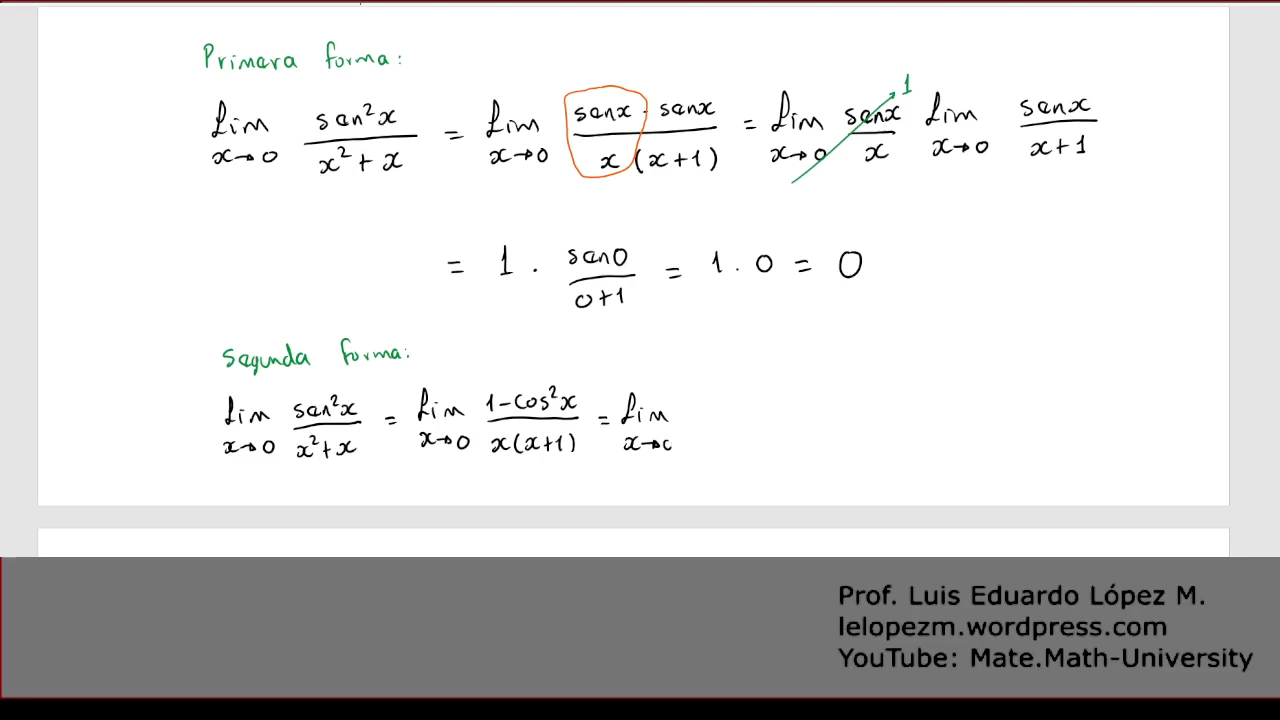 Primera forma:
lim x→0 sen²x / x² + x = lim x→0 senx · senx / x (x+1) = lim x→0 senx / x lim x→0 senx / x+1
1
= 1 · sen0 / 0+1 = 1 · 0 = 0
Segunda forma:
lim x→0 sen²x / x²+x = lim x→0 1-cos²x / x(x+1) = lim x→0
Prof. Luis Eduardo López M.
lelopezm.wordpress.com
YouTube: Mate.Math-University